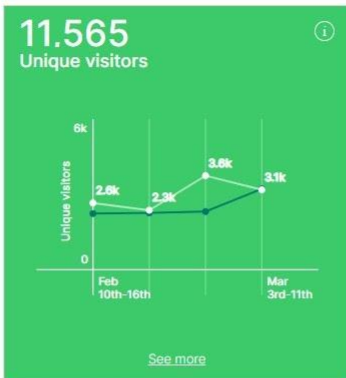 11.565
Unique visitors
i
6k
Unique visitors
2.6k
2.3k
3.6k
3.1k
0
Feb
10th-16th
Mar
3rd-11th
See more